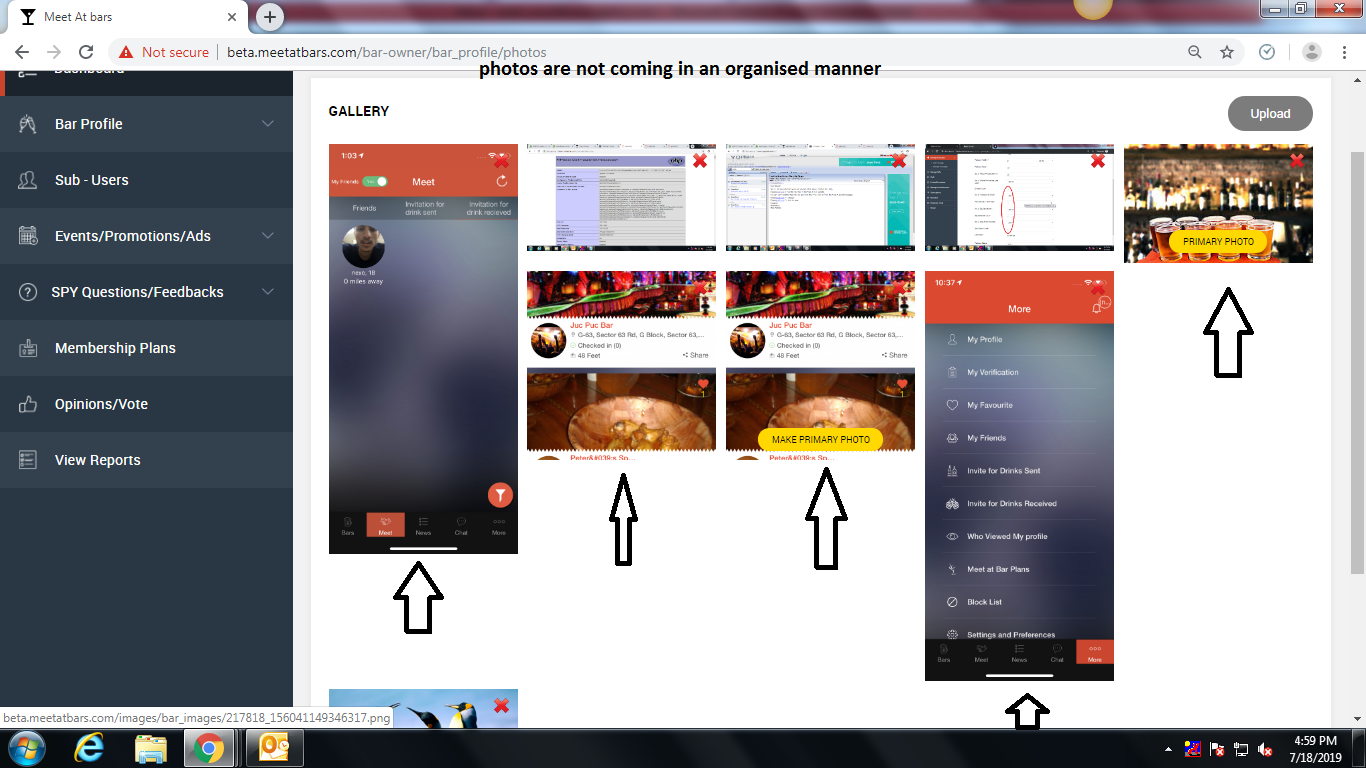 Meet At bars
Not secure | beta.meetatbars.com/bar-owner/bar_profile/photos
photos are not coming in an organised manner
Dashboard
Bar Profile
Sub - Users
Events/Promotions/Ads
SPY Questions/Feedbacks
Membership Plans
Opinions/Vote
View Reports
GALLERY
Upload
1:03
My Friends
Yes
Meet
Friends
Invitation for
drink sent
Invitation for
drink recieved
nexo, 18
0 miles away
Bars
Meet
News
Chat
More
PRIMARY PHOTO
Juc Puc Bar
G-63, Sector 63 Rd, G Block, Sector 63,...
Checked in (0)
48 Feet
Share
1
Peter&#039;s Sp...
Juc Puc Bar
G-63, Sector 63 Rd, G Block, Sector 63,...
Checked in (0)
48 Feet
Share
1
MAKE PRIMARY PHOTO
Peter&#039;s Sp...
10:37
More
My Profile
My Verification
My Favourite
My Friends
Invite for Drinks Sent
Invite for Drinks Received
Who Viewed My profile
Meet at Bar Plans
Block List
Settings and Preferences
Bars
Meet
News
Chat
More
beta.meetatbars.com/images/bar_images/217818_156041149346317.png
4:59 PM
7/18/2019